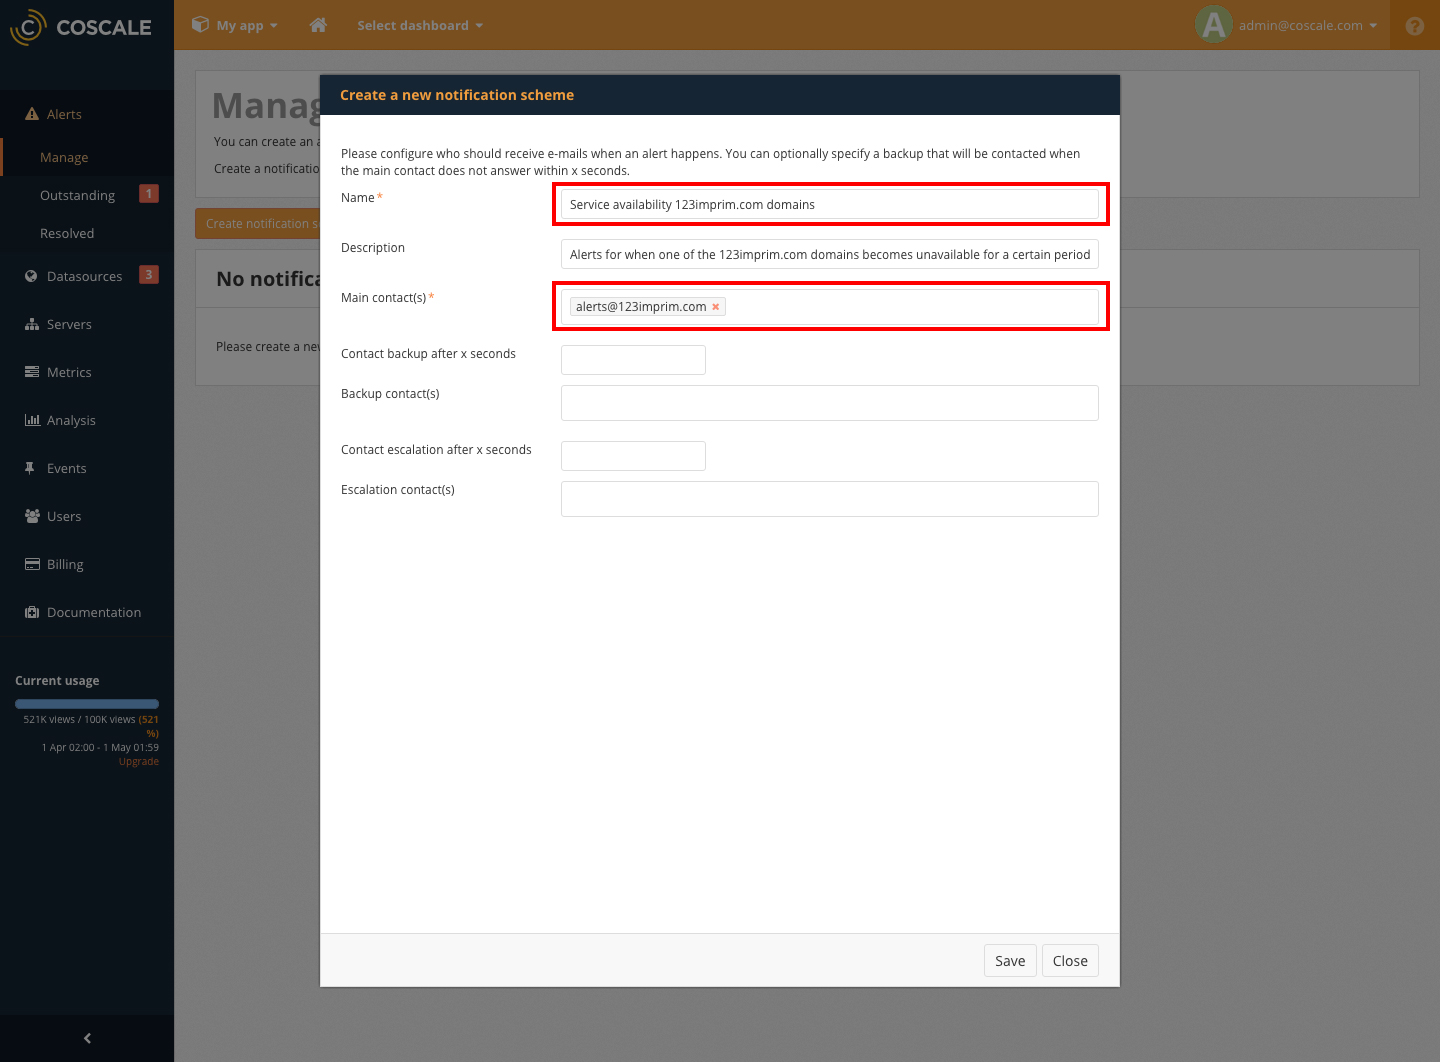 COSCALE
My app
Select dashboard
A
admin@coscale.com
?
Alerts
Manage
Outstanding 1
Resolved
Datasources 3
Servers
Metrics
Analysis
Events
Users
Billing
Documentation
Current usage
521K views / 100K views (521
%)
1 Apr 02:00 - 1 May 01:59
Upgrade
Manag
You can create an a
Create a notificatio
Create notification s
No notifica
Please create a new
Create a new notification scheme
Please configure who should receive e-mails when an alert happens. You can optionally specify a backup that will be contacted when
the main contact does not answer within x seconds.
Name *
Service availability 123imprim.com domains
Description
Alerts for when one of the 123imprim.com domains becomes unavailable for a certain period
Main contact(s) *
alerts@123imprim.com
Contact backup after x seconds
Backup contact(s)
Contact escalation after x seconds
Escalation contact(s)
Save
Close